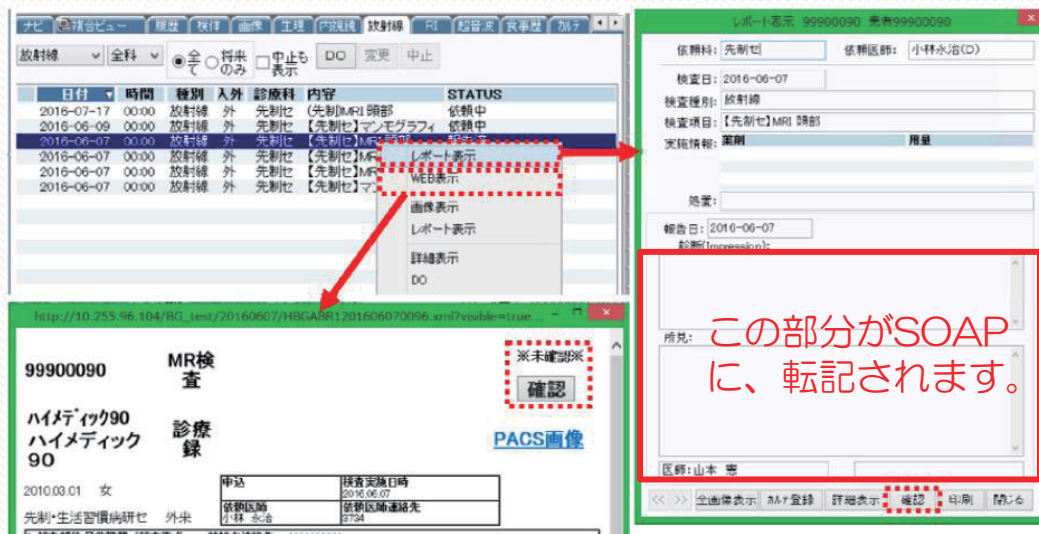 ナビ 複合ビュー 履歴 検体 画像 生理 内視鏡 放射線 RI 超音波 食事歴 カルテ
放射線 全科 全て 将来のみ 中止も表示 DO 変更 中止
日付 時間 種別 入外 診療科 内容 STATUS
2016-07-17 00:00 放射線 外 先制セ (先制)MRI 頭部 依頼中
2016-06-09 00:00 放射線 外 先制セ 【先制セ】マンモグラフィ 依頼中
2016-06-07 00:00 放射線 外 先制セ 【先制セ】MRI
2016-06-07 00:00 放射線 外 先制セ 【先制セ】MR
2016-06-07 00:00 放射線 外 先制セ 【先制セ】MR
2016-06-07 00:00 放射線 外 先制セ 【先制セ】マン
レポート表示
WEB表示
画像表示
レポート表示
詳細表示
DO
http://10.255.96.104/BG_test/20160607/HBGABR1201606070096.xml?visible=true...
99900090
MR検査
※未確認※
確認
ハイメディック90
ハイメディック90
診療録
PACS画像
2010.03.01 女
申込 検査実施日時
2016.06.07
先制・生活習慣病研セ 外来
依頼医師 依頼医師連絡先
小林 永治 3734
レポート表示 99900090 患者99900090
依頼科: 先制セ 依頼医師: 小林永治(D)
検査日: 2016-06-07
検査種別: 放射線
検査項目: 【先制セ】MRI 頭部
実施情報: 薬剤 用量
処置:
報告日: 2016-06-07
診断(Impression):
所見:
この部分がSOAP
に、転記されます。
医師:山本 憲
<< >> 全画像表示 カルテ登録 詳細表示 確認 印刷 閉じる